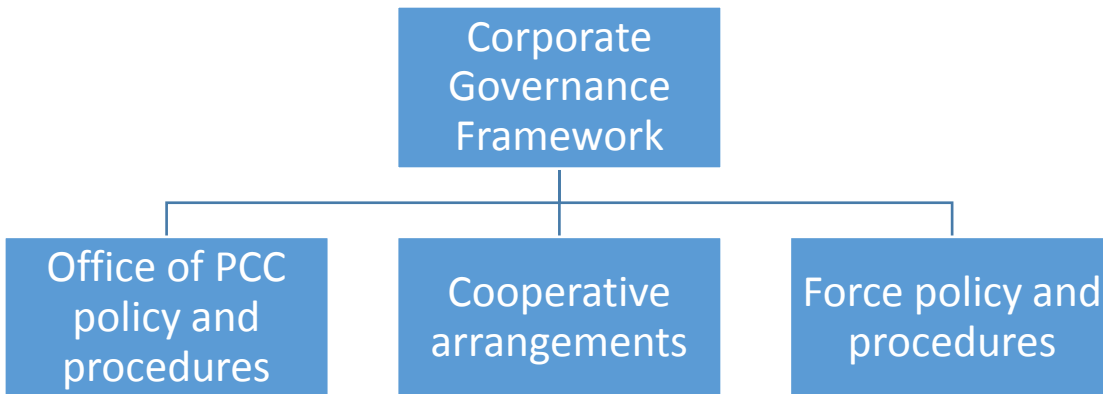 Corporate
Governance
Framework
Office of PCC
policy and
procedures
Cooperative
arrangements
Force policy and
procedures